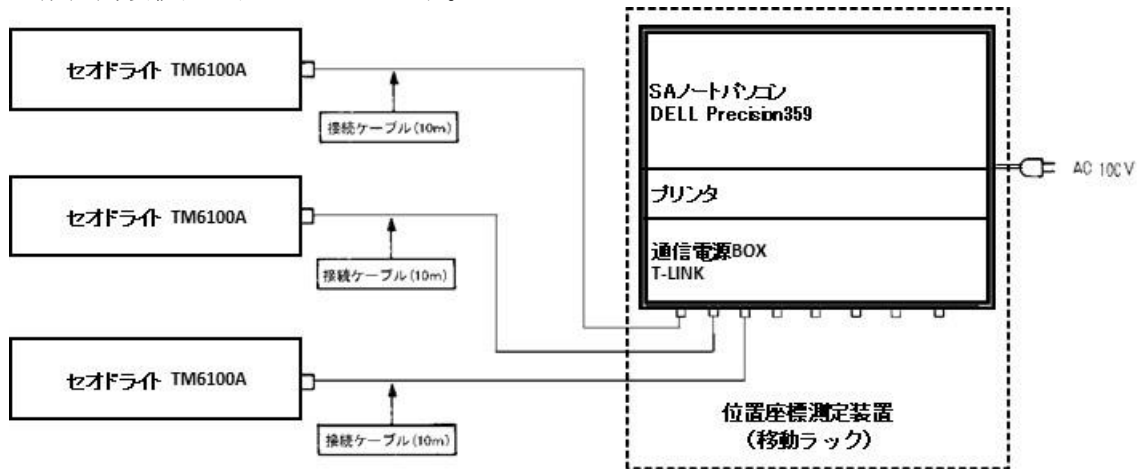 セオドライト TM6100A
接続ケーブル(10m)
セオドライト TM6100A
接続ケーブル(10m)
セオドライト TM6100A
接続ケーブル(10m)
SAノートパソコン
DELL Precision359
プリンタ
通信電源BOX
T-LINK
AC 100V
位置座標測定装置
(移動ラック)